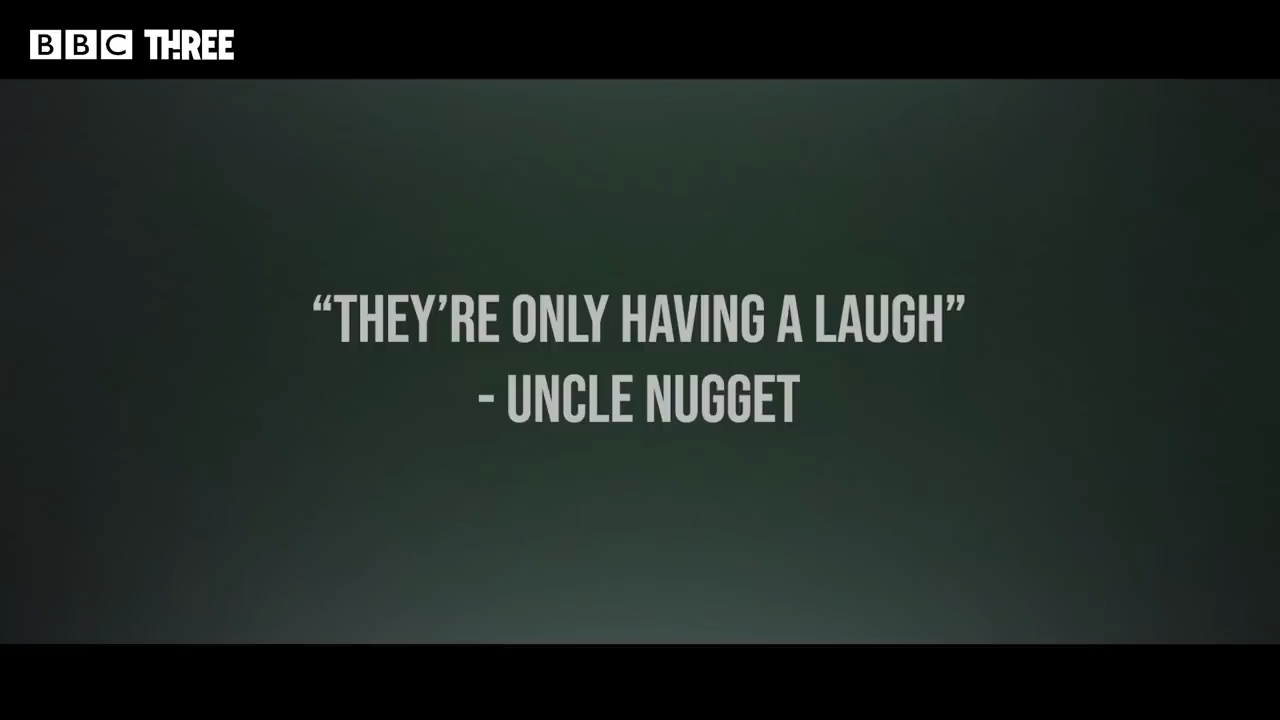 BBC THREE
“THEY’RE ONLY HAVING A LAUGH”
- UNCLE NUGGET